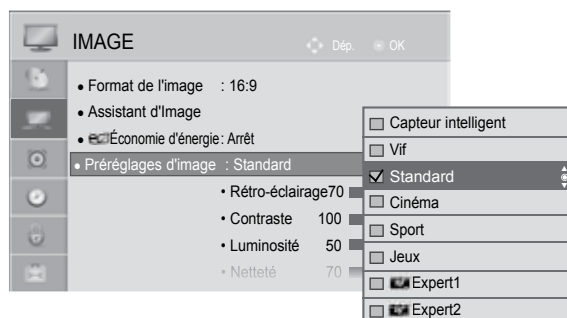 IMAGE
Dép. OK
• Format de l'image : 16:9
• Assistant d'Image
• Économie d'énergie: Arrêt
• Préréglages d'image : Standard
• Rétro-éclairage70
• Contraste 100
• Luminosité 50
• Netteté 70
Capteur intelligent
Vif
Standard
Cinéma
Sport
Jeux
Expert1
Expert2